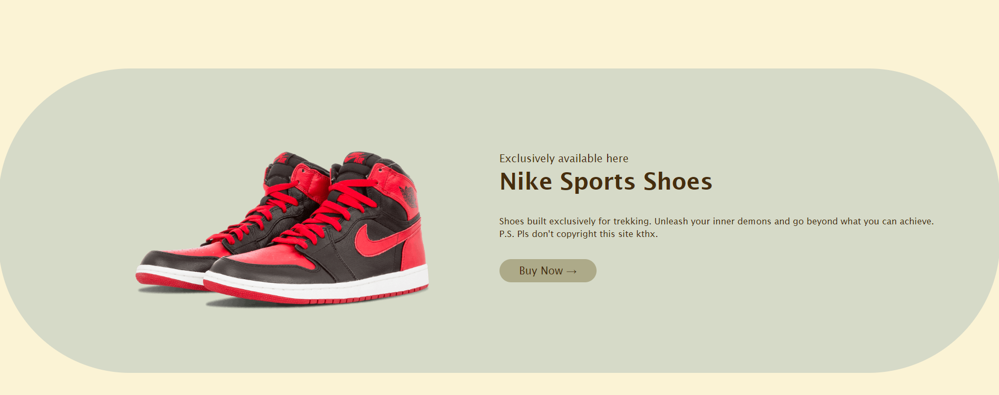 Exclusively available here
Nike Sports Shoes
Shoes built exclusively for trekking. Unleash your inner demons and go beyond what you can achieve.
P.S. Pls don't copyright this site kthx.
Buy Now →